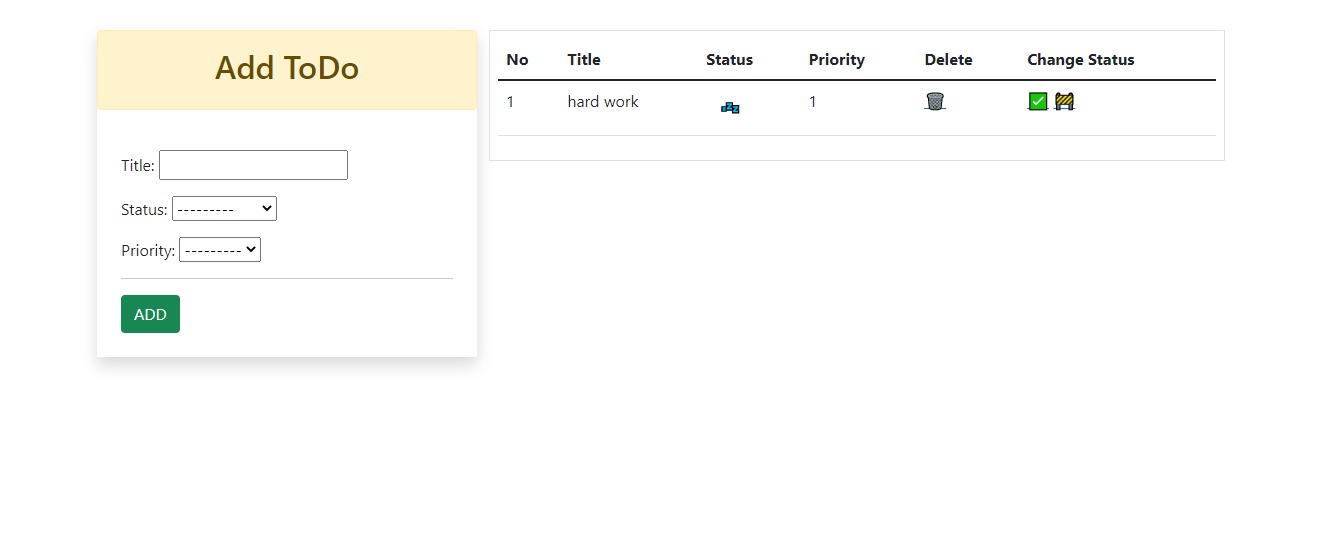 Add ToDo
Title:
Status: ---------
Priority: ---------
ADD
No Title Status Priority Delete Change Status
1 hard work 💤 1 🗑 ✅ 🚧